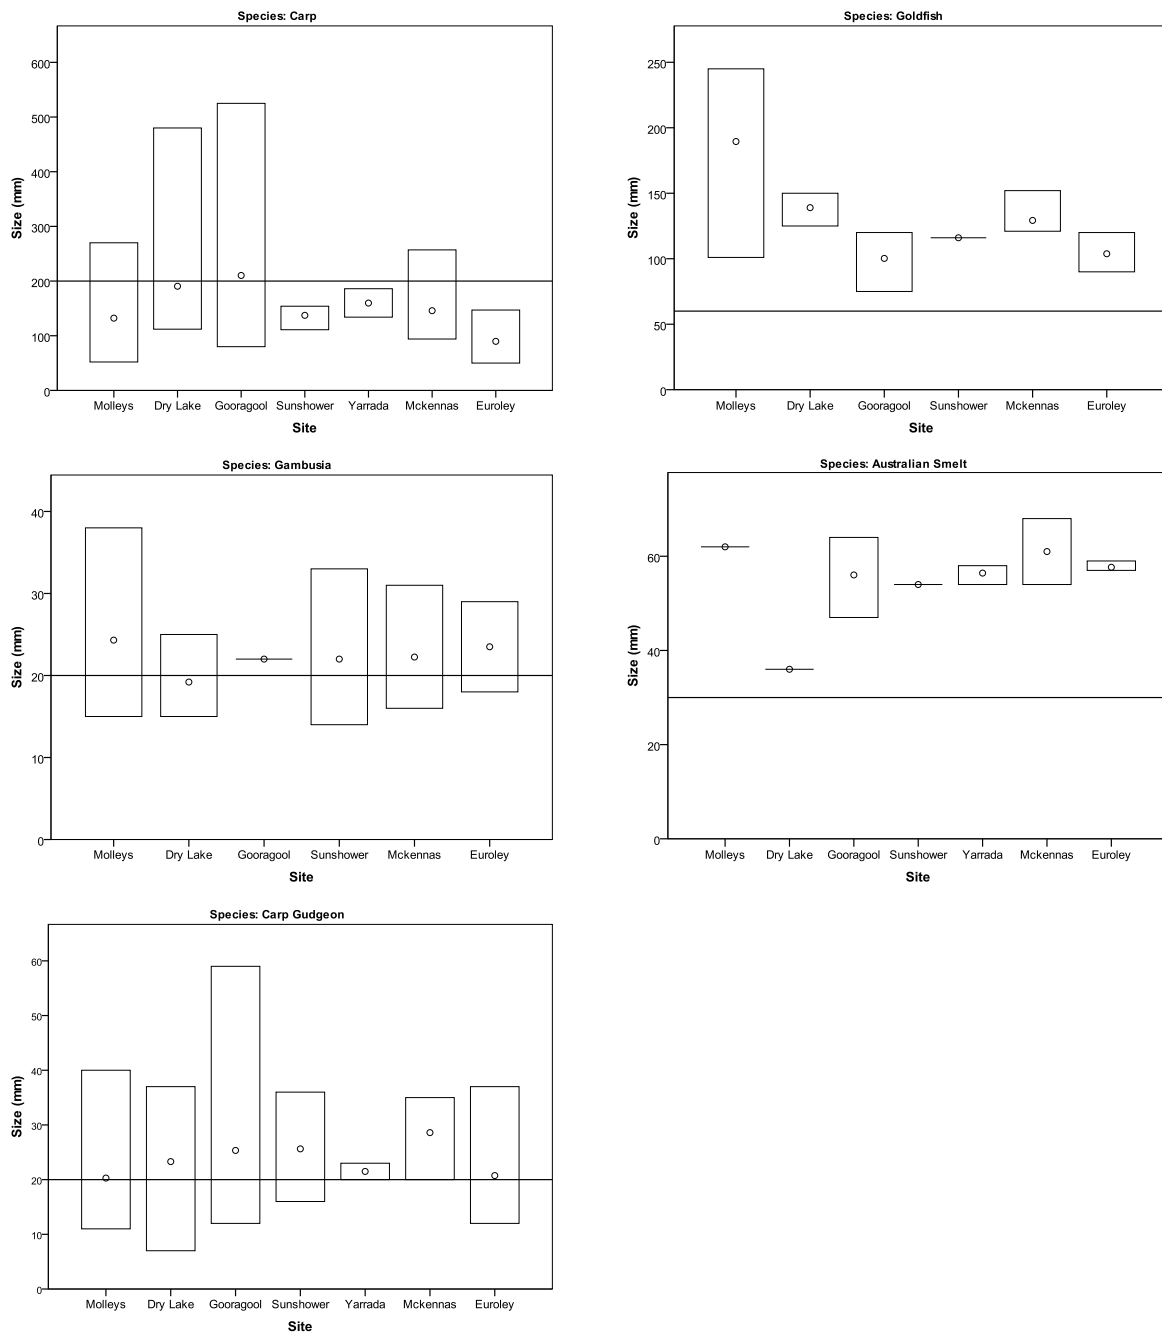 Species: Carp
600
500
400
300
200
100
0
Size (mm)
Molleys Dry Lake Gooragool Sunshower Yarrada Mckennas Euroley
Site
Species: Goldfish
250
200
150
100
50
0
Size (mm)
Molleys Dry Lake Gooragool Sunshower Mckennas Euroley
Site
Species: Gambusia
40
30
20
10
0
Size (mm)
Molleys Dry Lake Gooragool Sunshower Mckennas Euroley
Site
Species: Australian Smelt
60
40
20
0
Size (mm)
Molleys Dry Lake Gooragool Sunshower Yarrada Mckennas Euroley
Site
Species: Carp Gudgeon
60
50
40
30
20
10
0
Size (mm)
Molleys Dry Lake Gooragool Sunshower Yarrada Mckennas Euroley
Site